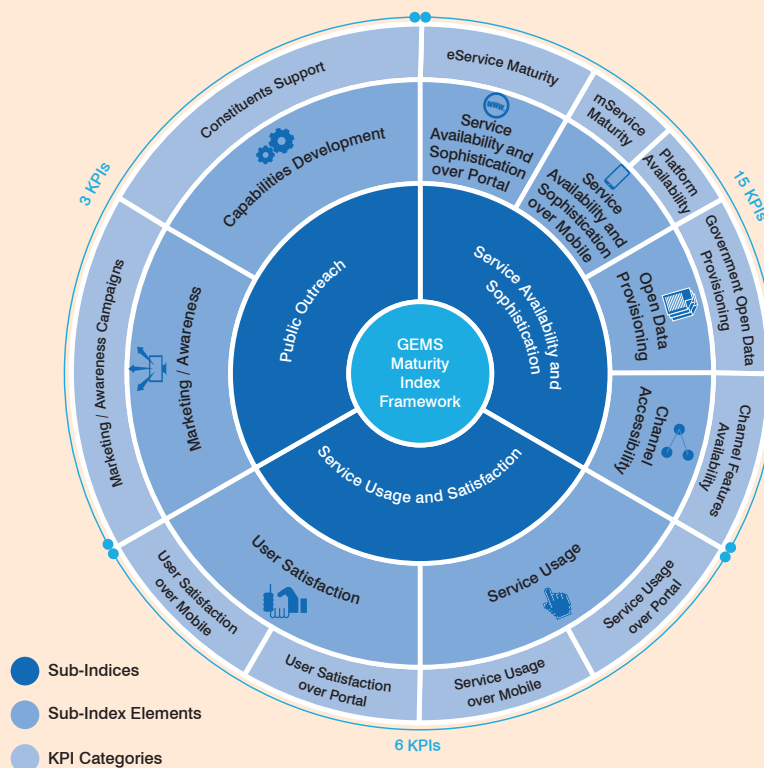 Constituents Support
eService Maturity
mService
Maturity
Platform
Availability
Government Open Data
Provisioning
Channel Features
Availability
Service Usage
over Portal
Service Usage
over Mobile
User Satisfaction
over Portal
User Satisfaction
over Mobile
Marketing / Awareness Campaigns
3 KPIs
15 KPIs
6 KPIs
Capabilities Development
www.
Service
Availability and
Sophistication
over Portal
Service
Availability and
Sophistication
over Mobile
Open Data
Provisioning
Channel
Accessibility
Service Usage
User Satisfaction
Marketing / Awareness
Public Outreach
Service Availability and
Sophistication
Service Usage and Satisfaction
GEMS
Maturity
Index
Framework
Sub-Indices
Sub-Index Elements
KPI Categories